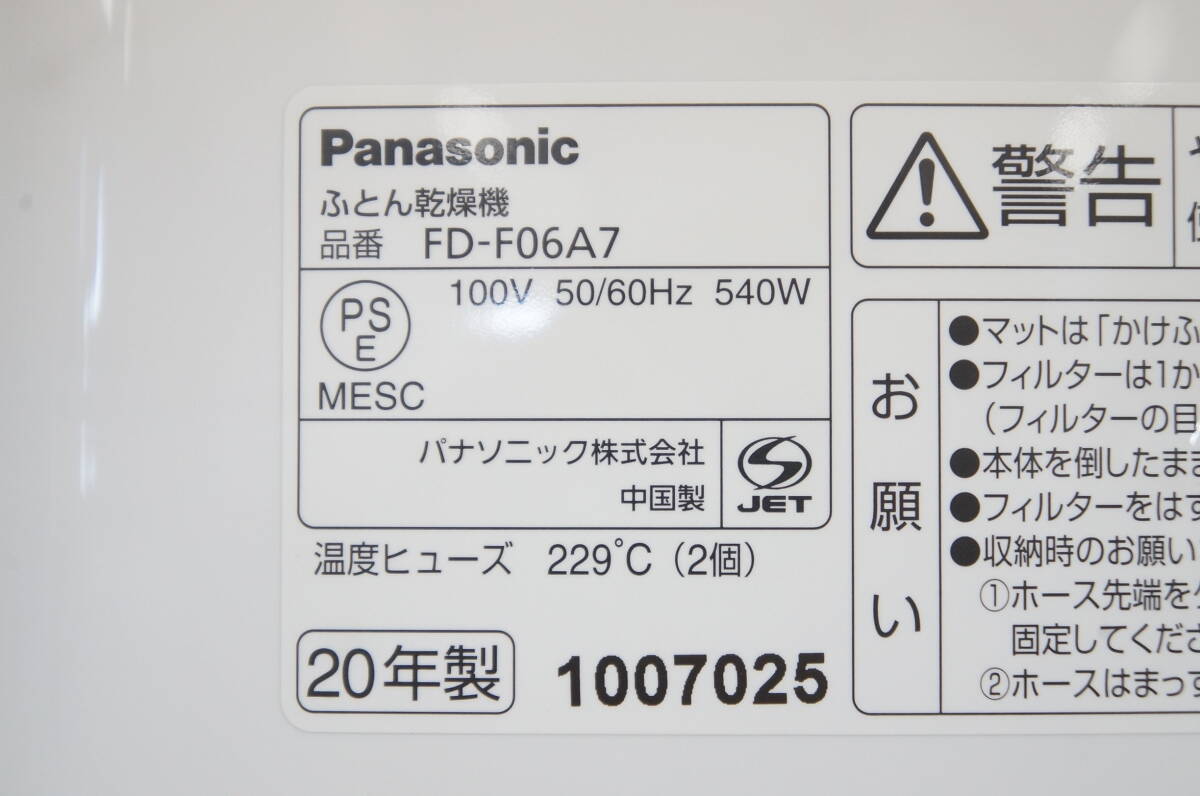 Panasonic
ふとん乾燥機
品番 FD-F06A7
100V 50/60Hz 540W
PS
E
MESC
パナソニック株式会社
中国製
JET
温度ヒューズ 229℃(2個)
20年製 1007025
警告
お願い
●マットは「かけふ
●フィルターは1か
(フィルターの目
●本体を倒したまま
●フィルターをはず
●収納時のお願い
①ホース先端を
固定してくださ
②ホースはまっす